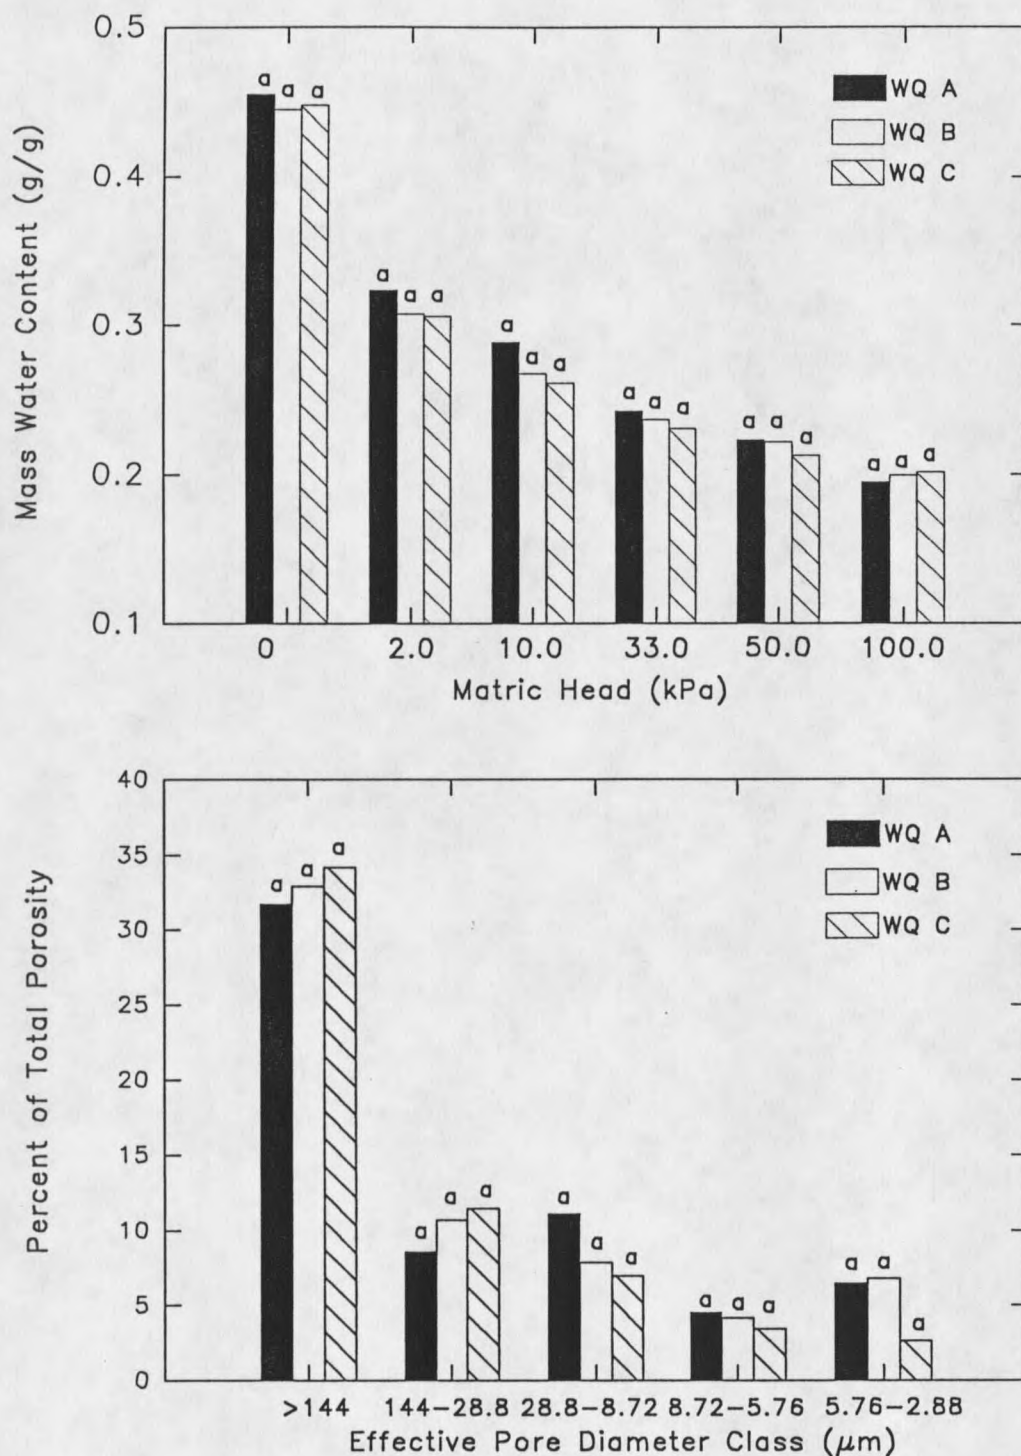 0.5
a
a
a
WQ A
WQ B
WQ C
0.4
a
a
a
0.3
a
a
a
a
a
a
a
a
a
0.2
a
a
a
0.1
0
2.0
10.0
33.0
50.0
100.0
Mass Water Content (g/g)
Matric Head (kPa)
40
WQ A
WQ B
WQ C
35
a
a
a
30
25
20
15
10
a
a
a
a
a
a
5
a
a
a
a
a
a
0
>144
144-28.8
28.8-8.72
8.72-5.76
5.76-2.88
Percent of Total Porosity
Effective Pore Diameter Class (μm)